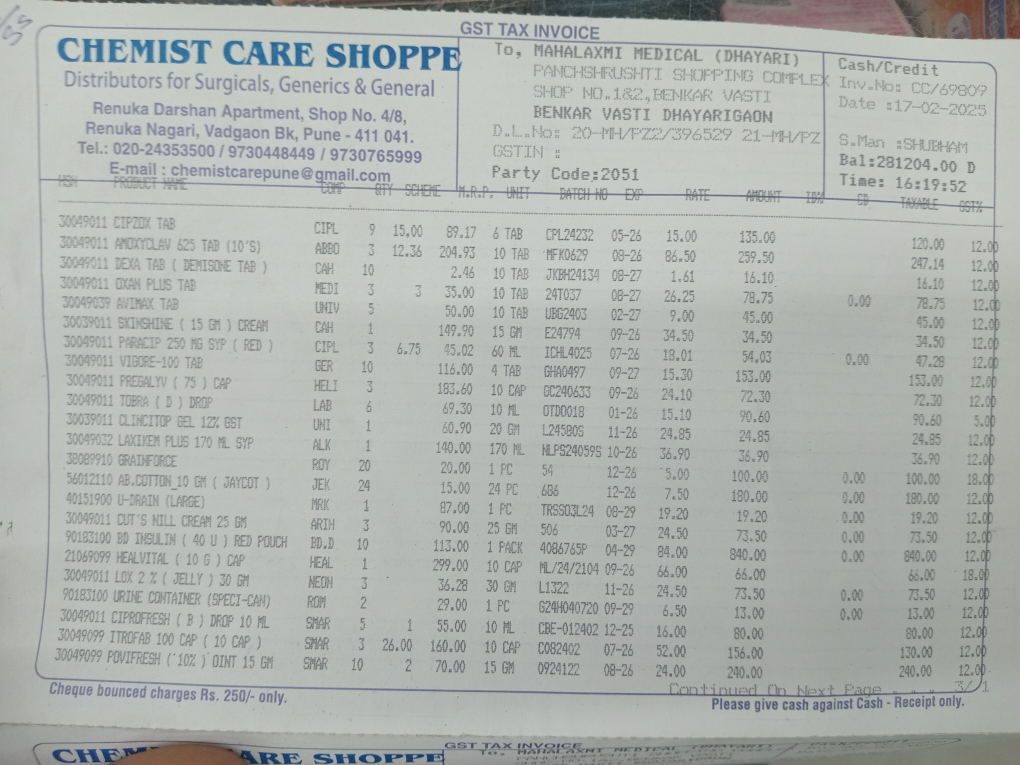 GST TAX INVOICE
CHEMIST CARE SHOPPE
Distributors for Surgicals, Generics & General
Renuka Darshan Apartment, Shop No. 4/8,
Renuka Nagari, Vadgaon Bk, Pune - 411 041.
Tel.: 020-24353500 / 9730448449 / 9730765999
E-mail : chemistcarepune@gmail.com
To, MAHALAXMI MEDICAL (DHAYARI)
PANCHSHRUSHTI SHOPPING COMPLEX
SHOP NO.1&2,BENKAR VASTI
BENKAR VASTI DHAYARIGAON
D.L.No: 20-MH/PZ2/396529 21-MH/PZ
GSTIN :
Party Code:2051
Cash/Credit
Inv.No: CC/69809
Date :17-02-2025
S.Man :SHUBHAM
Bal:281204.00 D
Time: 16:19:52
HSN PRODUCT NAME COMP QTY SCHEME M.R.P. UNIT BATCH NO EXP RATE AMOUNT CD TAXABLE GST%
30049011 CIPZOX TAB CIPL 9 15.00 89.17 6 TAB CPL24232 05-26 15.00 135.00 120.00 12.00
30049011 AMOXYCLAV 625 TAB (10'S) ABBO 3 12.36 204.93 10 TAB MFK0629 08-26 86.50 259.50 247.14 12.00
30049011 DEXA TAB ( DEMISONE TAB ) CAH 10 2.46 10 TAB JKBH24134 08-27 1.61 16.10 16.10 12.00
30049011 OXAN PLUS TAB MEDI 3 3 35.00 10 TAB 24T037 08-27 26.25 78.75 0.00 78.75 12.00
30049039 AVIMAX TAB UNIV 5 50.00 10 TAB UBG2403 02-27 9.00 45.00 45.00 12.00
30039011 SKINSHINE ( 15 GM ) CREAM CAH 1 149.90 15 GM E24794 09-26 34.50 34.50 34.50 12.00
30049011 PARACIP 250 MG SYP ( RED ) CIPL 3 6.75 45.02 60 ML ICHL4025 07-26 18.01 54.03 0.00 47.28 12.00
30049011 VIGORE-100 TAB GER 10 116.00 4 TAB GHA0497 09-27 15.30 153.00 153.00 12.00
30049011 PREGALYV ( 75 ) CAP HELI 3 183.60 10 CAP GC240633 09-26 24.10 72.30 72.30 12.00
30049011 TOBRA ( D ) DROP LAB 6 69.30 10 ML OTD0018 01-26 15.10 90.60 90.60 5.00
30039011 CLINCITOP GEL 12% GST UNI 1 60.90 20 GM L24580S 11-26 24.85 24.85 24.85 12.00
30049032 LAXIKEM PLUS 170 ML SYP ALK 1 140.00 170 ML NLPS24059S 10-26 36.90 36.90 36.90 12.00
38089910 GRAINFORCE ROY 20 20.00 1 PC 54 12-26 5.00 100.00 0.00 100.00 18.00
56012110 AB.COTTON_10 GM ( JAYCOT ) JEK 24 15.00 24 PC 686 12-26 7.50 180.00 0.00 180.00 12.00
40151900 U-DRAIN (LARGE) MRK 1 87.00 1 PC TRSS03L24 08-29 19.20 19.20 0.00 19.20 12.00
30049011 CUT'S NILL CREAM 25 GM ARIH 3 90.00 25 GM 506 03-27 24.50 73.50 0.00 73.50 12.00
90183100 BD INSULIN ( 40 U ) RED POUCH BD.D 10 113.00 1 PACK 4086765P 04-29 84.00 840.00 0.00 840.00 12.00
21069099 HEALVITAL ( 10 G ) CAP HEAL 1 299.00 10 CAP ML/24/2104 09-26 66.00 66.00 66.00 18.00
30049011 LOX 2 % ( JELLY ) 30 GM NEON 3 36.28 30 GM L1322 11-26 24.50 73.50 0.00 73.50 12.00
90183100 URINE CONTAINER (SPECI-CAN) ROM 2 29.00 1 PC G24H040720 09-29 6.50 13.00 0.00 13.00 12.00
30049011 CIPROFRESH ( B ) DROP 10 ML SMAR 5 1 55.00 10 ML CBE-012402 12-25 16.00 80.00 80.00 12.00
30049099 ITROFAB 100 CAP ( 10 CAP ) SMAR 3 26.00 160.00 10 CAP C082402 07-26 52.00 156.00 130.00 12.00
30049099 POVIFRESH ( 10% ) OINT 15 GM SMAR 10 2 70.00 15 GM 0924122 08-26 24.00 240.00 240.00 12.00
Continued On Next Page . . . 3/1
Cheque bounced charges Rs. 250/- only.
Please give cash against Cash - Receipt only.
CHEMIST CARE SHOPPE
GST TAX INVOICE
To, MAHALAXMI MEDICAL (DHAYARI)